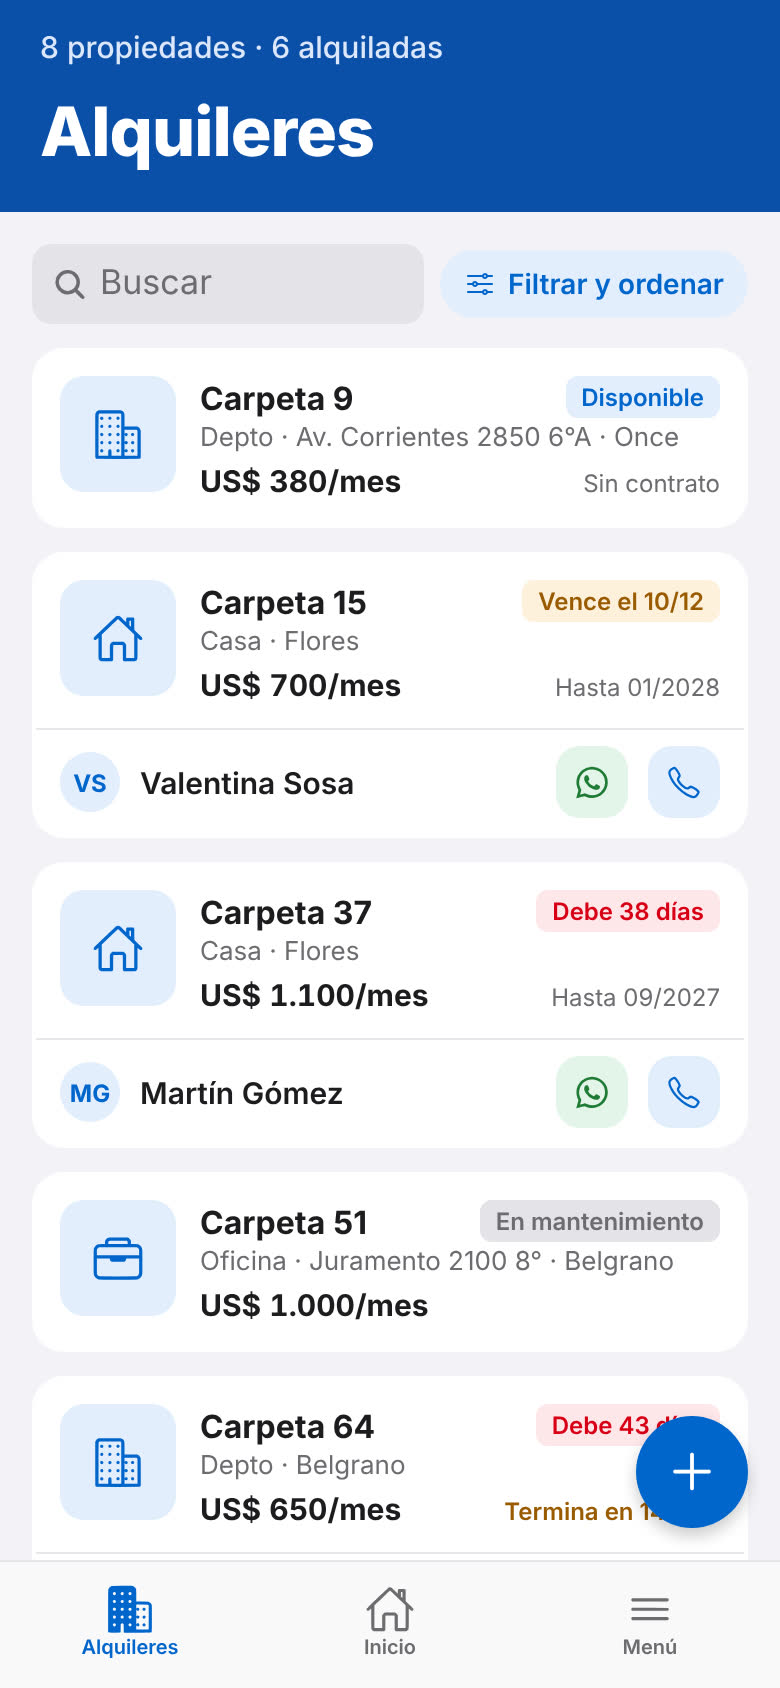 8 propiedades · 6 alquiladas
Alquileres
Buscar
Filtrar y ordenar
Carpeta 9
Disponible
Depto · Av. Corrientes 2850 6°A · Once
US$ 380/mes
Sin contrato
Carpeta 15
Vence el 10/12
Casa · Flores
US$ 700/mes
Hasta 01/2028
VS
Valentina Sosa
Carpeta 37
Debe 38 días
Casa · Flores
US$ 1.100/mes
Hasta 09/2027
MG
Martín Gómez
Carpeta 51
En mantenimiento
Oficina · Juramento 2100 8° · Belgrano
US$ 1.000/mes
Carpeta 64
Debe 43
Depto · Belgrano
US$ 650/mes
Termina en
Alquileres
Inicio
Menú